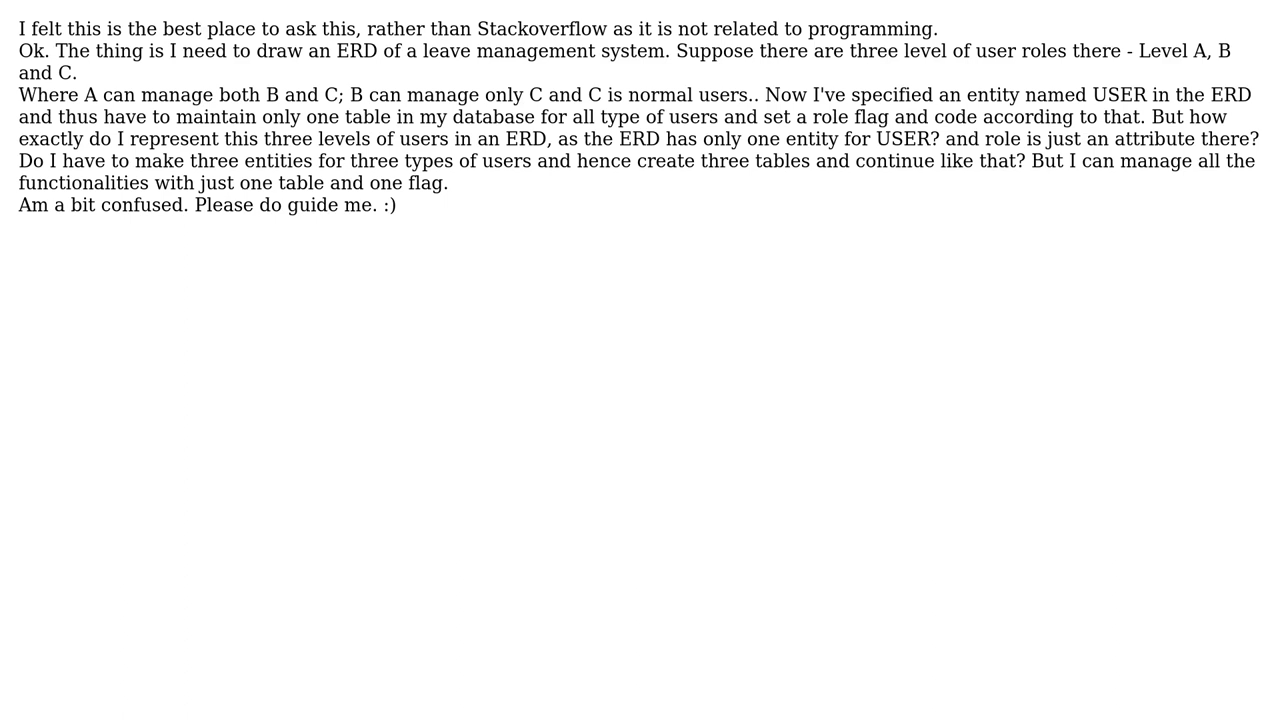 I felt this is the best place to ask this, rather than Stackoverflow as it is not related to programming.
Ok. The thing is I need to draw an ERD of a leave management system. Suppose there are three level of user roles there - Level A, B
and C.
Where A can manage both B and C; B can manage only C and C is normal users.. Now I've specified an entity named USER in the ERD
and thus have to maintain only one table in my database for all type of users and set a role flag and code according to that. But how
exactly do I represent this three levels of users in an ERD, as the ERD has only one entity for USER? and role is just an attribute there?
Do I have to make three entities for three types of users and hence create three tables and continue like that? But I can manage all the
functionalities with just one table and one flag.
Am a bit confused. Please do guide me. :)